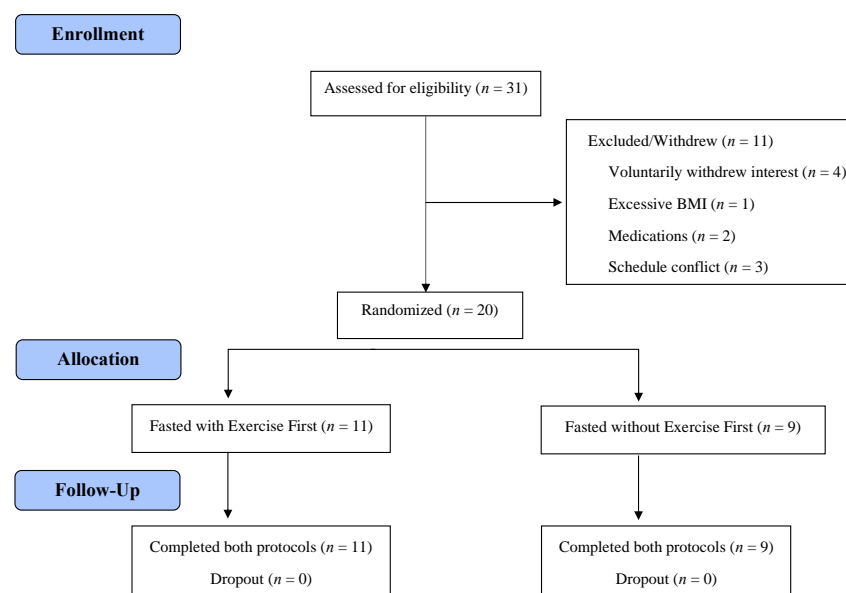 Enrollment
Assessed for eligibility (n = 31)
Excluded/Withdrew (n = 11)
Voluntarily withdrew interest (n = 4)
Excessive BMI (n = 1)
Medications (n = 2)
Schedule conflict (n = 3)
Randomized (n = 20)
Allocation
Fasted with Exercise First (n = 11)
Fasted without Exercise First (n = 9)
Follow-Up
Completed both protocols (n = 11)
Dropout (n = 0)
Completed both protocols (n = 9)
Dropout (n = 0)